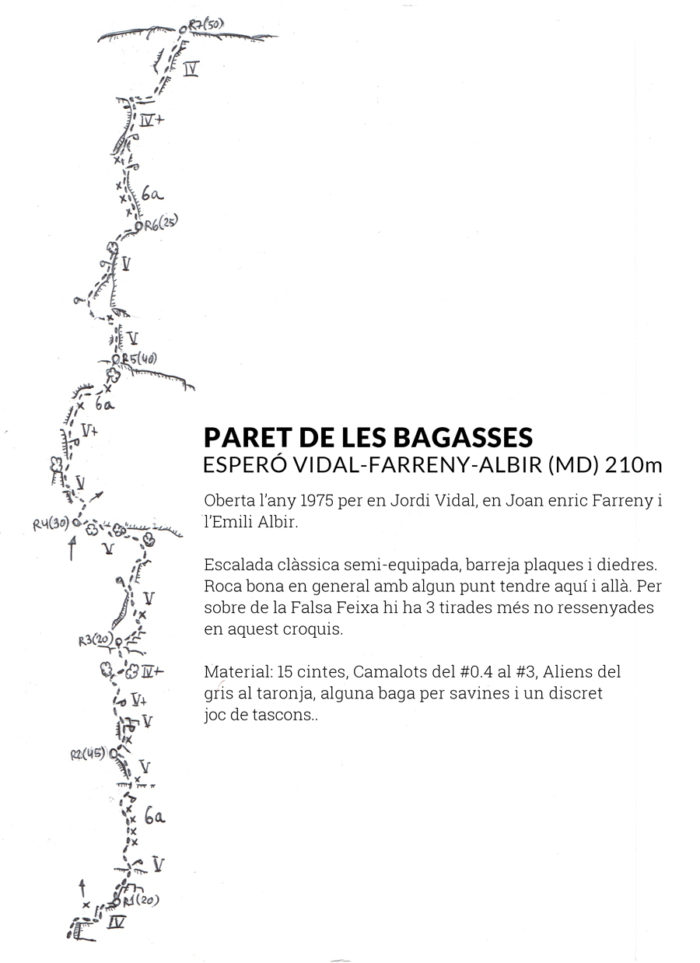 R7(50)
IV
IV+
6a
R6(25)
V
V
R5(40)
6a
V+
V
R4(30)
V
V
R3(20)
IV+
V+
V
R2(45)
V
6a
V
R1(20)
IV
PARET DE LES BAGASSES
ESPERÓ VIDAL-FARRENY-ALBIR (MD) 210m
Oberta l'any 1975 per en Jordi Vidal, en Joan enric Farreny i
l'Emili Albir.
Escalada clàssica semi-equipada, barreja plaques i diedres.
Roca bona en general amb algun punt tendre aquí i allà. Per
sobre de la Falsa Feixa hi ha 3 tirades més no ressenyades
en aquest croquis.
Material: 15 cintes, Camalots del #0.4 al #3, Aliens del
gris al taronja, alguna baga per savines i un discret
joc de tascons..